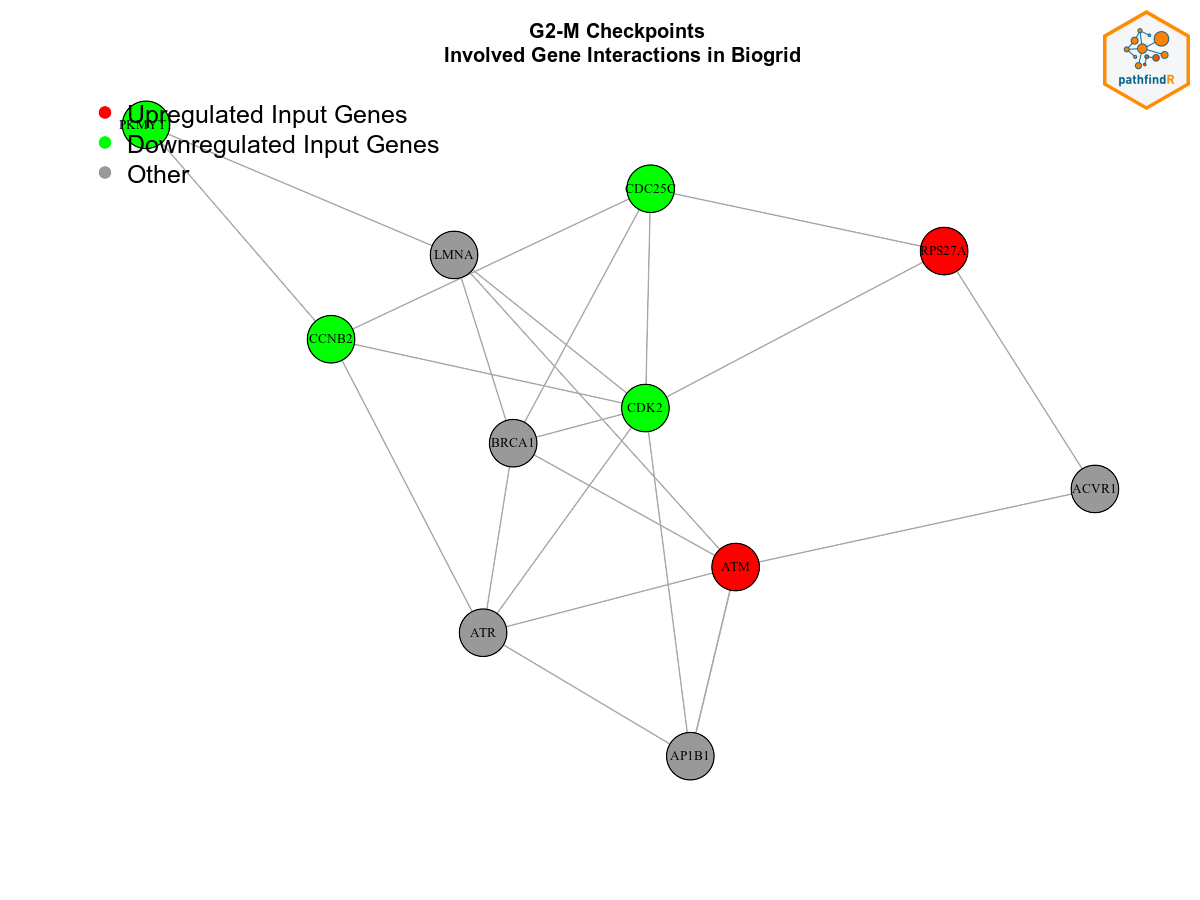 G2-M Checkpoints
Involved Gene Interactions in Biogrid
pathfindR
Upregulated Input Genes
Downregulated Input Genes
Other
CDC25C
RPS27A
LMNA
CCNB2
CDK2
BRCA1
ACVR1
ATM
ATR
AP1B1